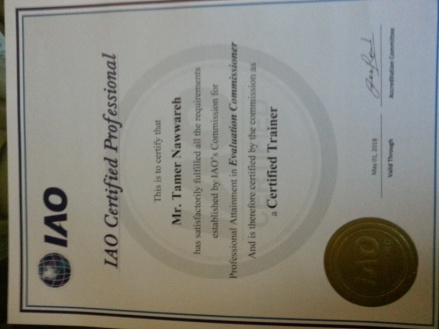 IAO
IAO Certified Professional
This is to certify that
Mr. Tamer Nawwareh
has satisfactorily fulfilled all the requirements
established by IAO's Commission for
Professional Attainment in Evaluation Commissioner
And is therefore certified by the commission as
a Certified Trainer
May 01, 2018
Valid Through
Accreditation Committee
IAO